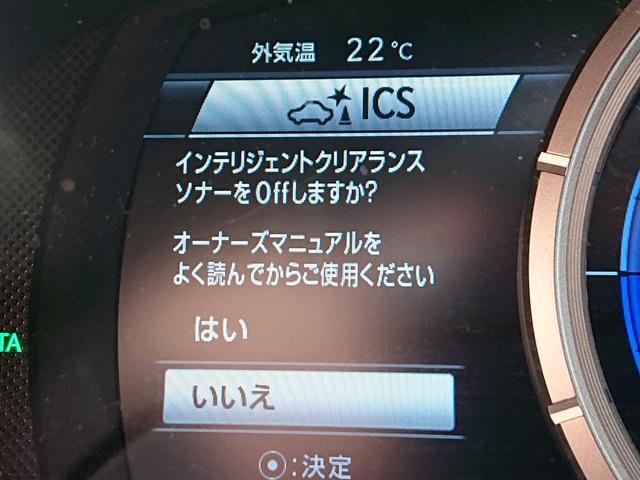 外気温 22℃
ICS
インテリジェントクリアランス
ソナーをOffしますか?
オーナーズマニュアルを
よく読んでからご使用ください
はい
いいえ
:決定
TA